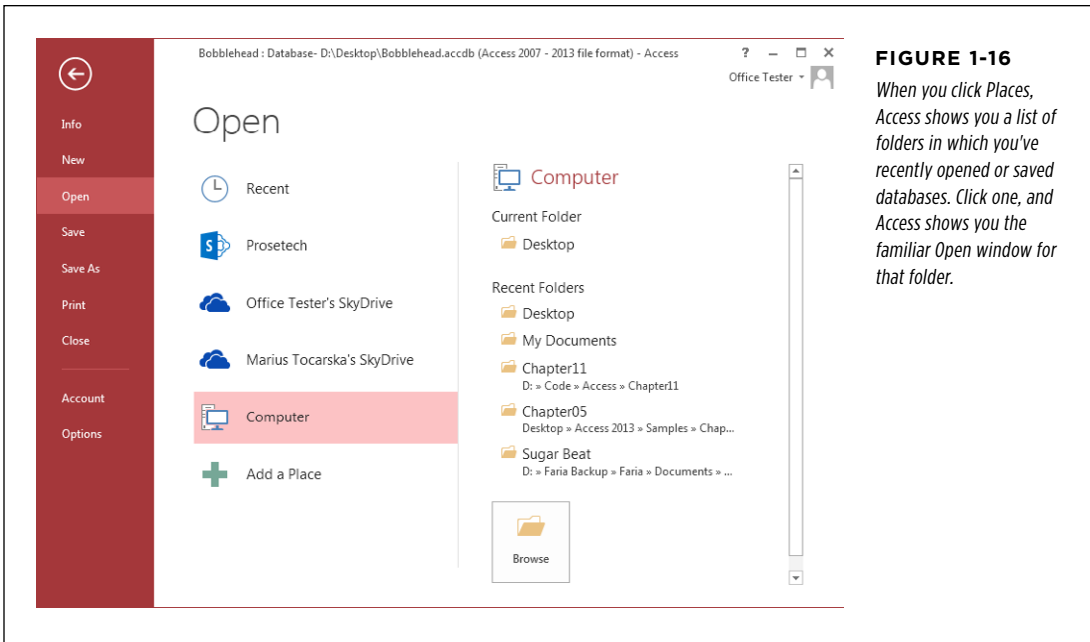 Bobblehead : Database- D:\Desktop\Bobblehead.accdb (Access 2007 - 2013 file format) - Access
?
Office Tester
Info
New
Open
Save
Save As
Print
Close
Account
Options
Open
Recent
Prosetech
Office Tester's SkyDrive
Marius Tocarska's SkyDrive
Computer
Add a Place
Computer
Current Folder
Desktop
Recent Folders
Desktop
My Documents
Chapter11
D: » Code » Access » Chapter11
Chapter05
Desktop » Access 2013 » Samples » Chap...
Sugar Beat
D: » Faria Backup » Faria » Documents » ...
Browse
FIGURE 1-16
When you click Places,
Access shows you a list of
folders in which you've
recently opened or saved
databases. Click one, and
Access shows you the
familiar Open window for
that folder.